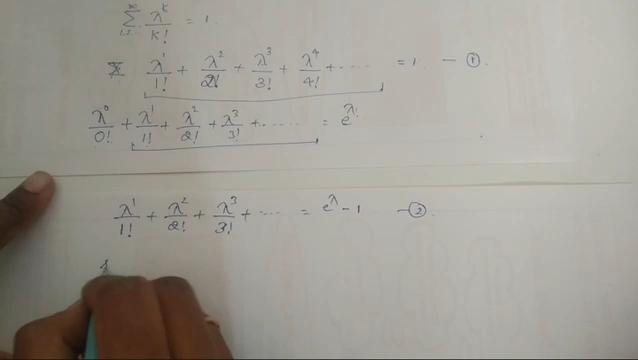 ∞ Σ λ^k / k! = 1.
λ^1/1! + λ^2/2! + λ^3/3! + λ^4/4! + ..... = 1. — ①.
λ^0/0! + λ^1/1! + λ^2/2! + λ^3/3! + ....... = e^λ.
λ^1/1! + λ^2/2! + λ^3/3! + ..... = e^λ - 1 — ②.